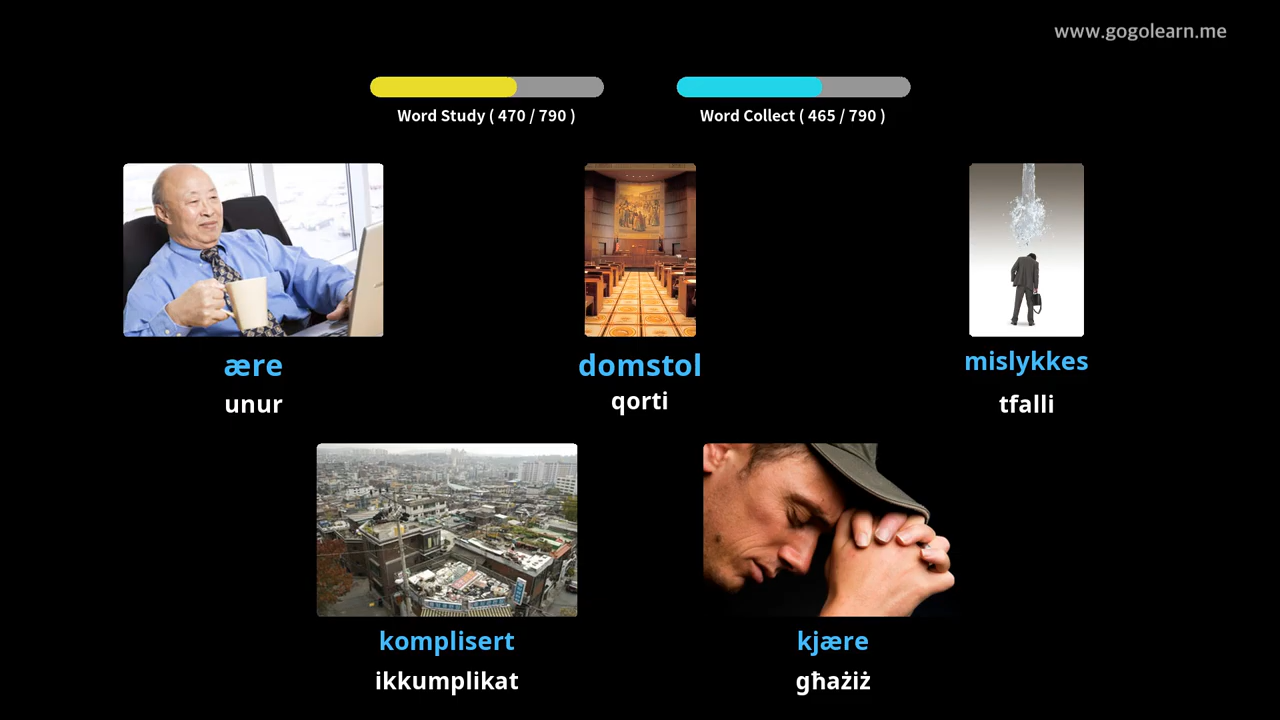 www.gogolearn.me
Word Study ( 470 / 790 )
Word Collect ( 465 / 790 )
ære
unur
domstol
qorti
mislykkes
tfalli
komplisert
ikkumplikat
kjære
għażiż